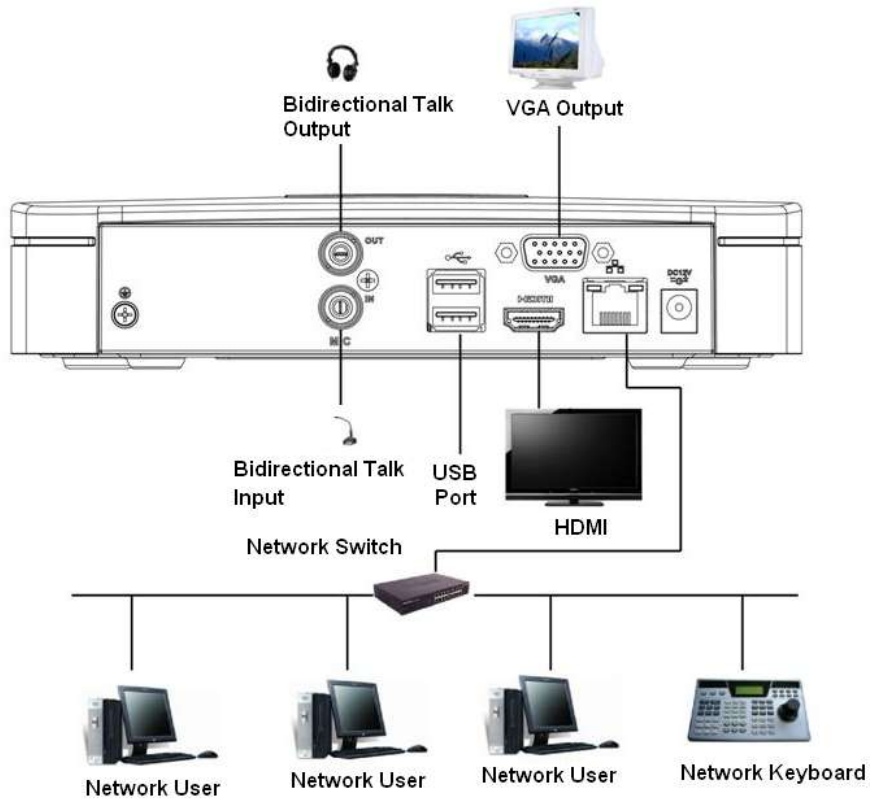 Bidirectional Talk
Output
VGA Output
OUT
VGA
DC12V
IN
HDMI
MIC
Bidirectional Talk
Input
USB
Port
HDMI
Network Switch
Network User
Network User
Network User
Network Keyboard